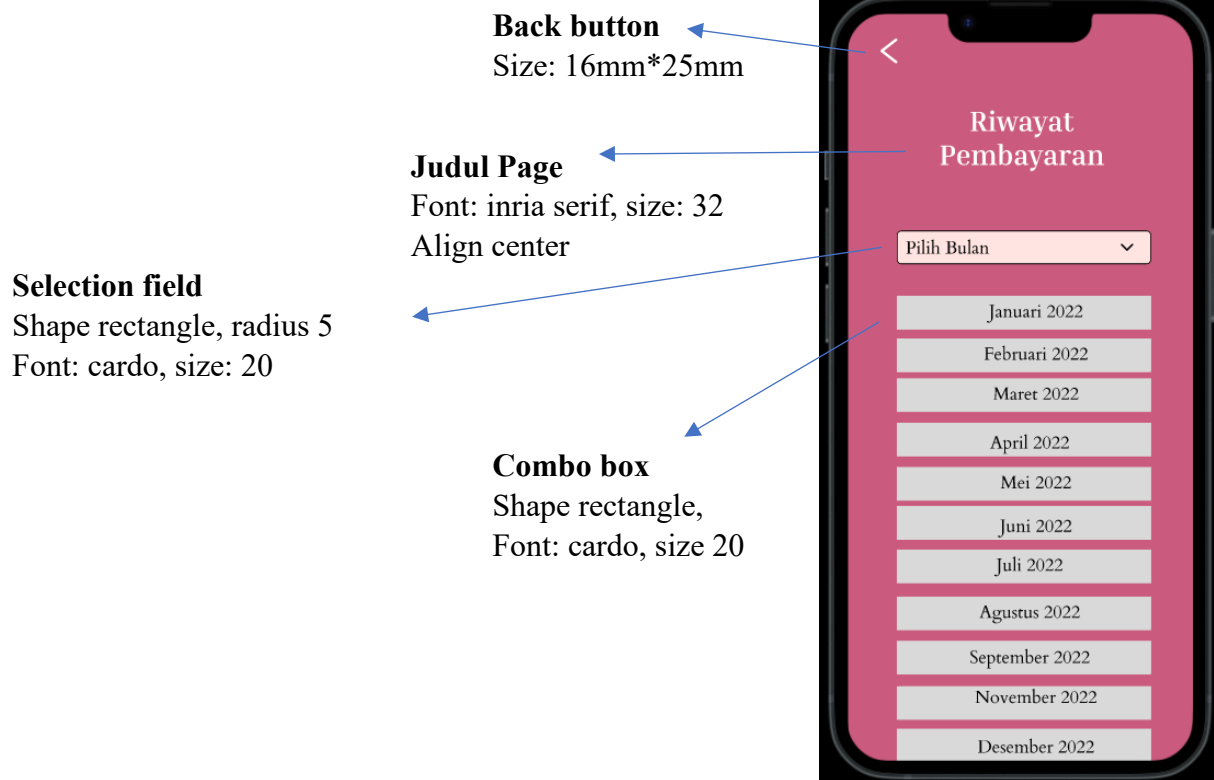 Back button
Size: 16mm*25mm
Judul Page
Font: inria serif, size: 32
Align center
Selection field
Shape rectangle, radius 5
Font: cardo, size: 20
Combo box
Shape rectangle,
Font: cardo, size 20
Riwayat
Pembayaran
Pilih Bulan
Januari 2022
Februari 2022
Maret 2022
April 2022
Mei 2022
Juni 2022
Juli 2022
Agustus 2022
September 2022
November 2022
Desember 2022